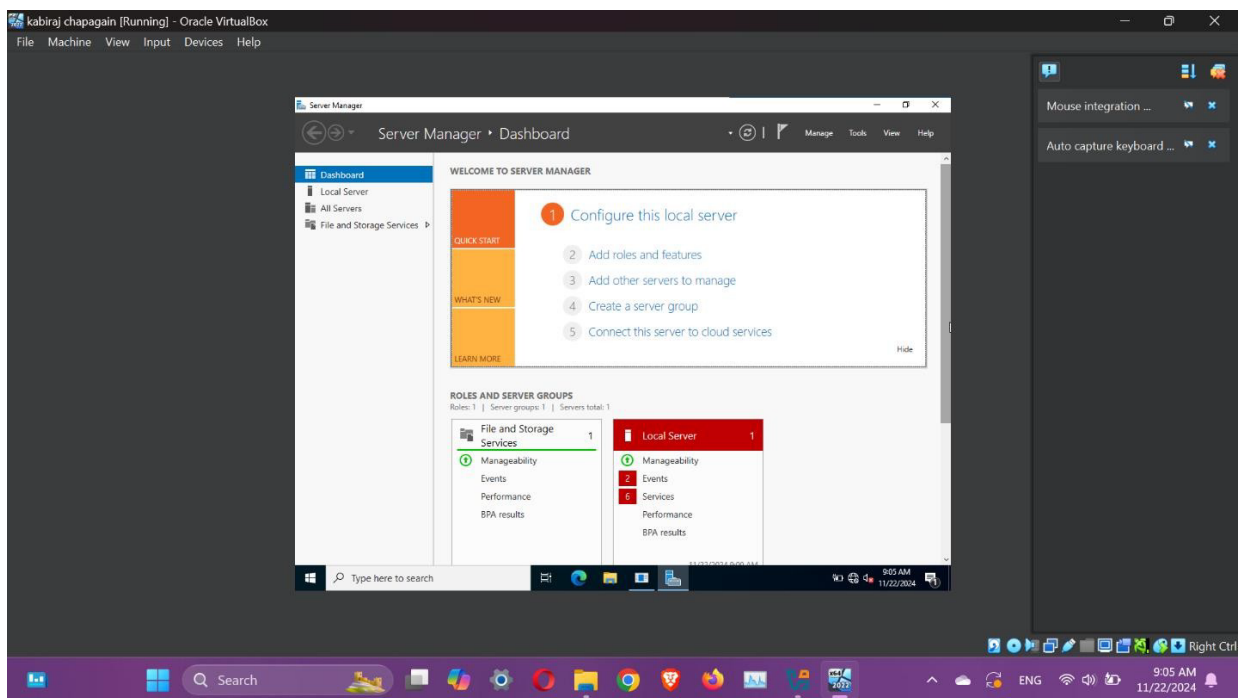 kabiraj chapagain [Running] - Oracle VirtualBox
File Machine View Input Devices Help
Mouse integration ...
Auto capture keyboard ...
Server Manager
Server Manager • Dashboard
Manage Tools View Help
Dashboard
Local Server
All Servers
File and Storage Services
WELCOME TO SERVER MANAGER
QUICK START
WHAT'S NEW
LEARN MORE
1 Configure this local server
2 Add roles and features
3 Add other servers to manage
4 Create a server group
5 Connect this server to cloud services
Hide
ROLES AND SERVER GROUPS
Roles: 1 | Server groups: 1 | Servers total: 1
File and Storage
Services
1
Manageability
Events
Performance
BPA results
Local Server 1
Manageability
2 Events
6 Services
Performance
BPA results
Type here to search
9:05 AM
11/22/2024
Right Ctrl
Search
ENG
9:05 AM
11/22/2024